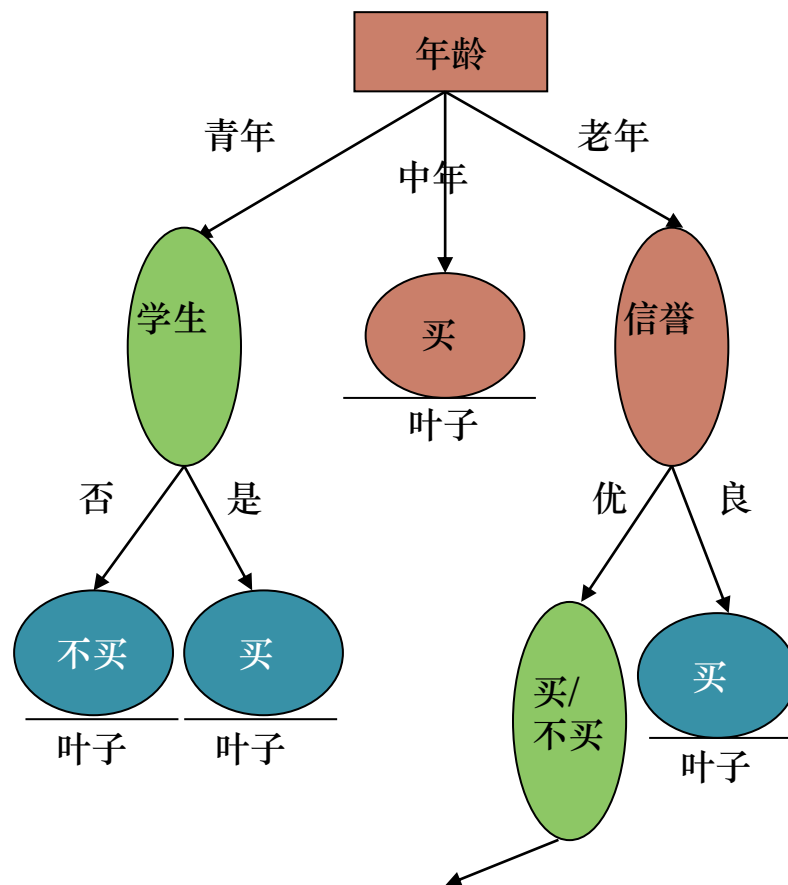 年龄
青年
中年
老年
学生
买
信誉
叶子
否
是
优
良
不买
买
买/
不买
买
叶子
叶子
叶子